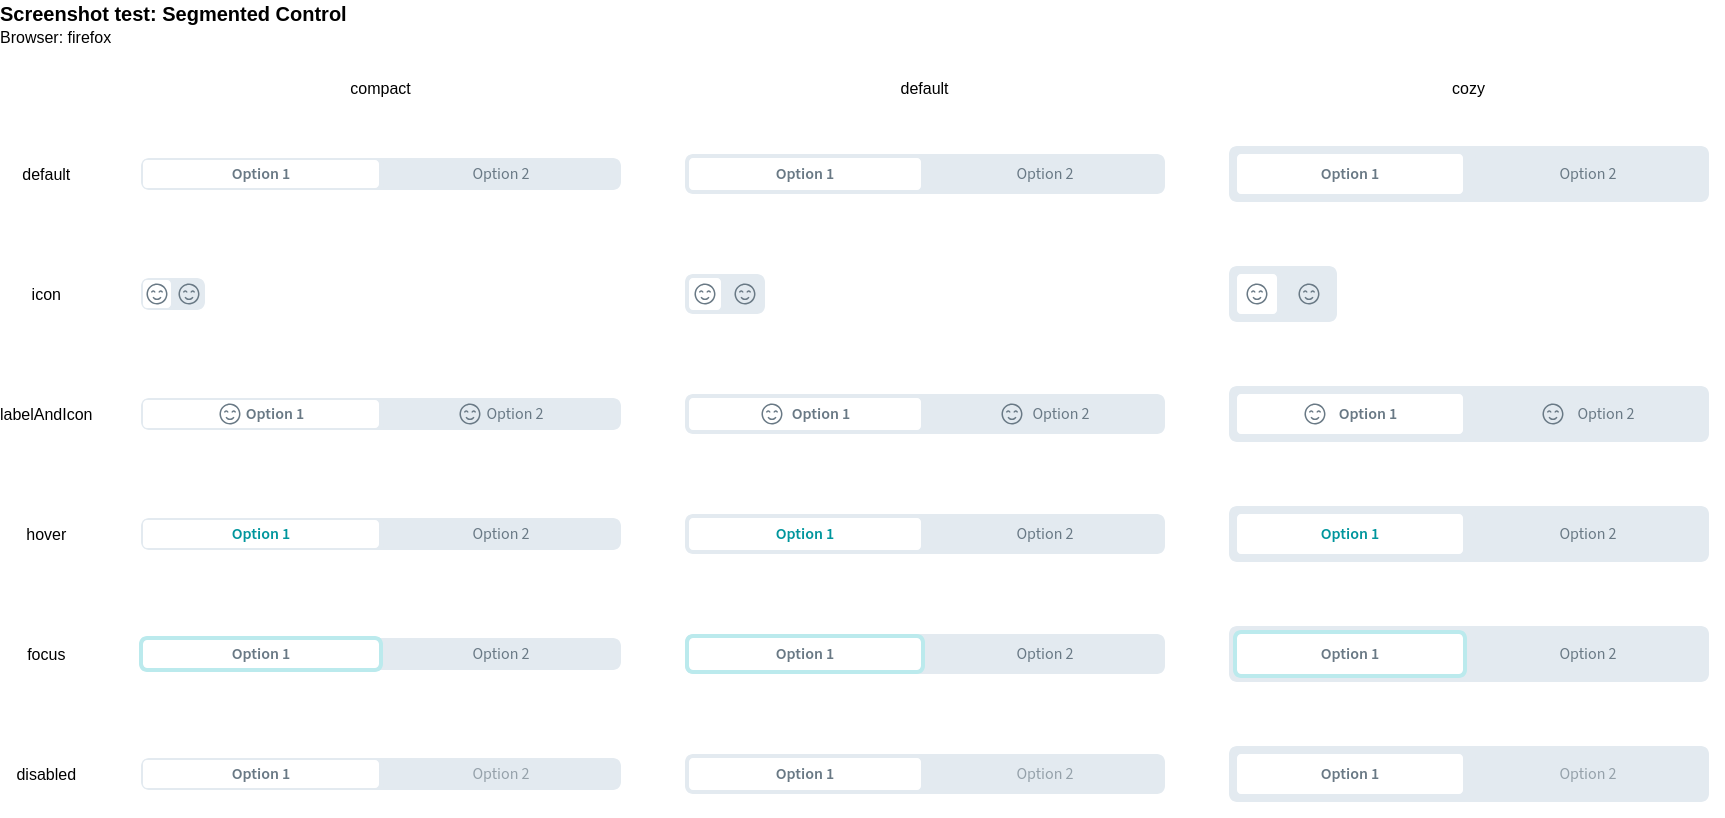 Screenshot test: Segmented Control
Browser: firefox
compact default cozy
default Option 1 Option 2 Option 1 Option 2 Option 1 Option 2
icon
labelAndIcon Option 1 Option 2 Option 1 Option 2 Option 1 Option 2
hover Option 1 Option 2 Option 1 Option 2 Option 1 Option 2
focus Option 1 Option 2 Option 1 Option 2 Option 1 Option 2
disabled Option 1 Option 2 Option 1 Option 2 Option 1 Option 2